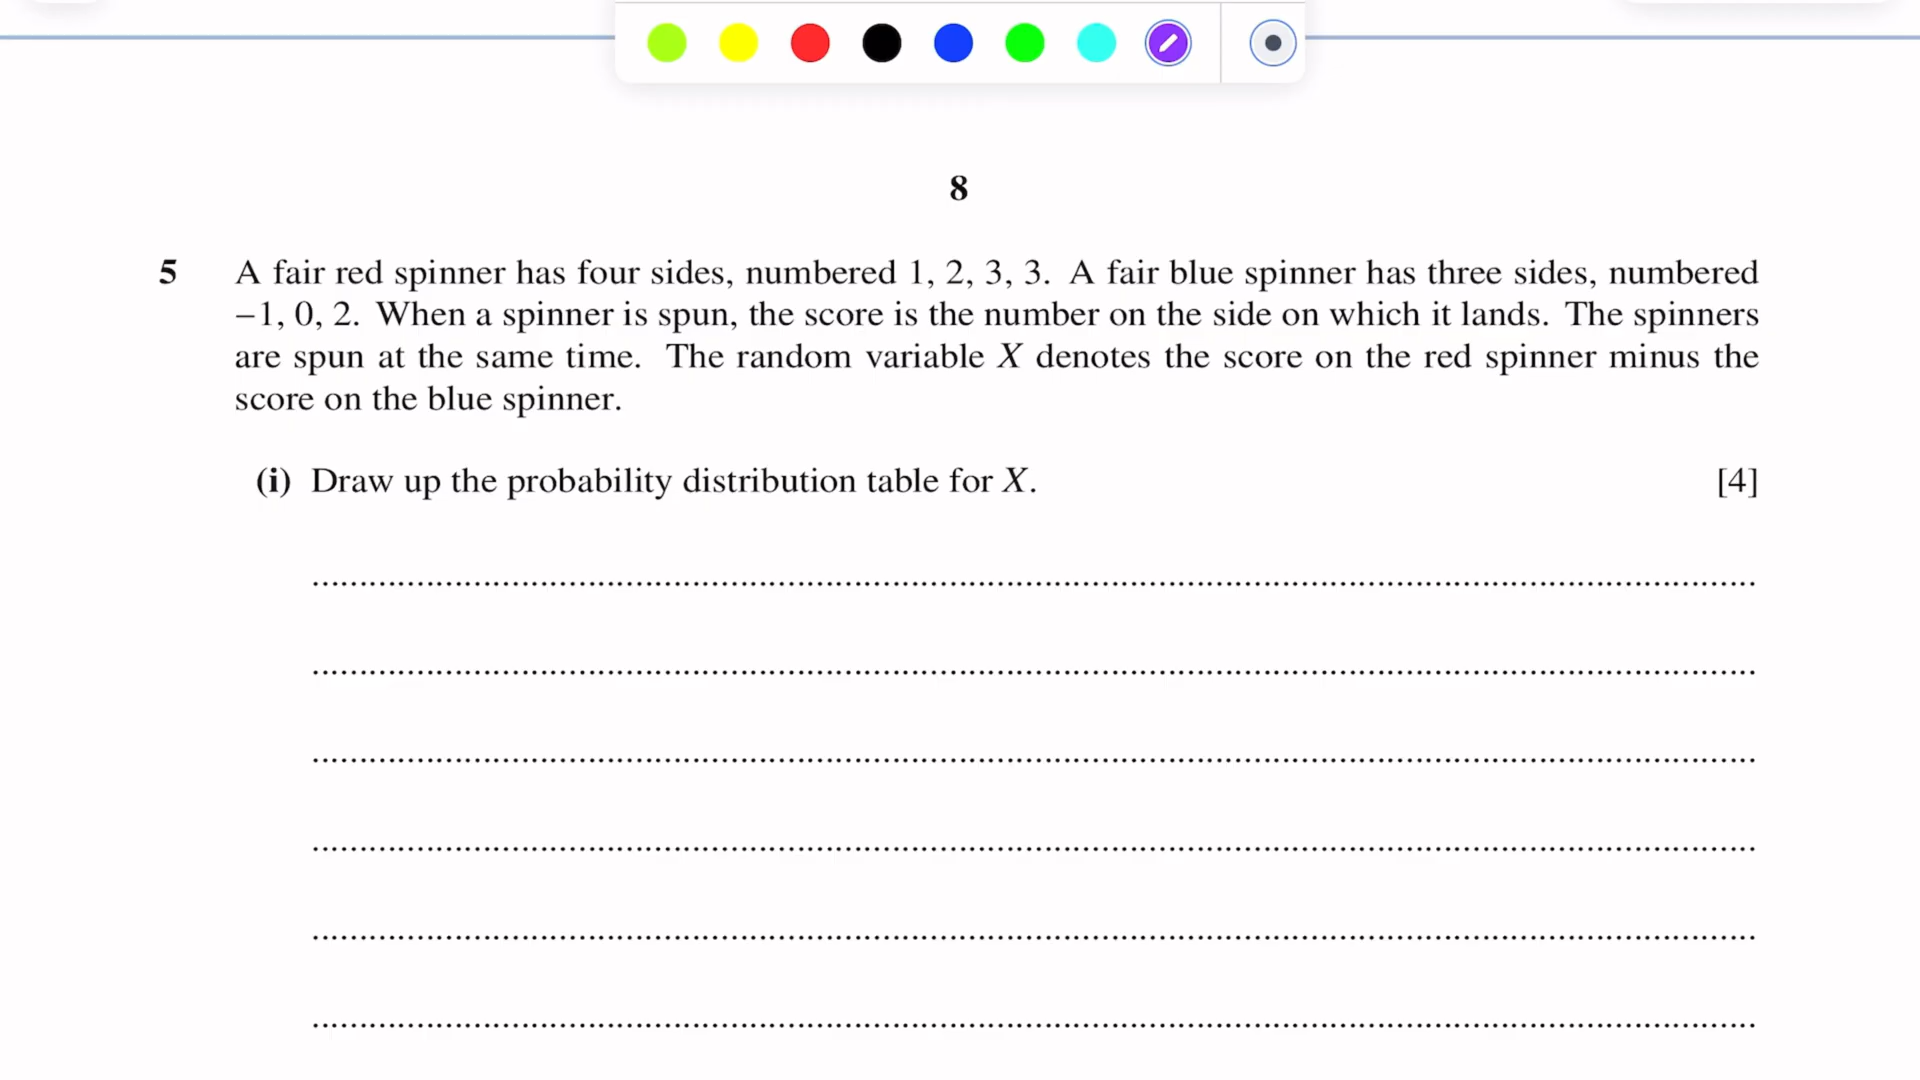 8
5 A fair red spinner has four sides, numbered 1, 2, 3, 3. A fair blue spinner has three sides, numbered
−1, 0, 2. When a spinner is spun, the score is the number on the side on which it lands. The spinners
are spun at the same time. The random variable X denotes the score on the red spinner minus the
score on the blue spinner.
(i) Draw up the probability distribution table for X. [4]